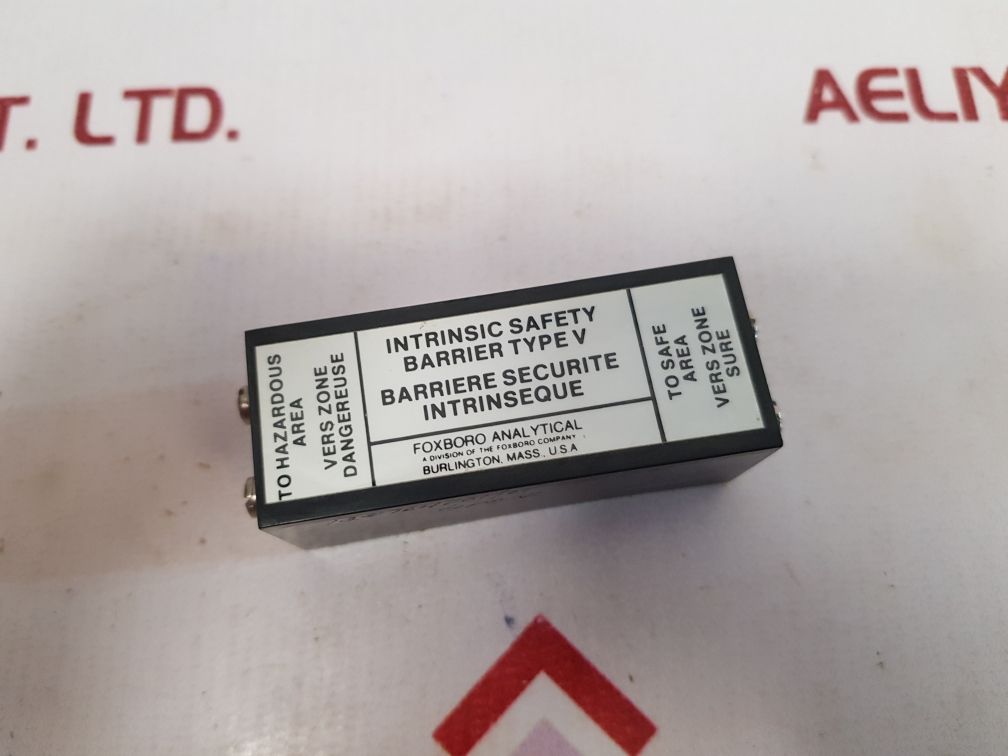 T. LTD.
AELIY
TO HAZARDOUS
AREA
VERS ZONE
DANGEREUSE
INTRINSIC SAFETY
BARRIER TYPE V
BARRIERE SECURITE
INTRINSEQUE
FOXBORO ANALYTICAL
A DIVISION OF THE FOXBORO COMPANY
BURLINGTON, MASS., U.S.A
TO SAFE
AREA
VERS ZONE
SURE